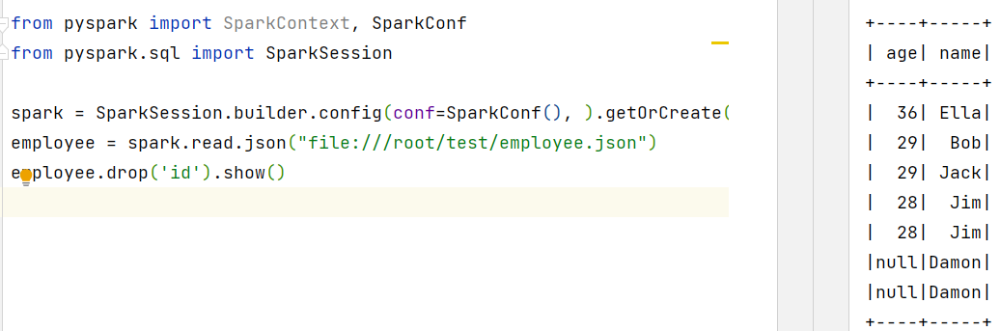 from pyspark import SparkContext, SparkConf
from pyspark.sql import SparkSession
spark = SparkSession.builder.config(conf=SparkConf(), ).getOrCreate(
employee = spark.read.json("file:///root/test/employee.json")
employee.drop('id').show()
+----+-----+
| age| name|
+----+-----+
|  36| Ella|
|  29|  Bob|
|  29| Jack|
|  28|  Jim|
|  28|  Jim|
|null|Damon|
|null|Damon|
+----+-----+